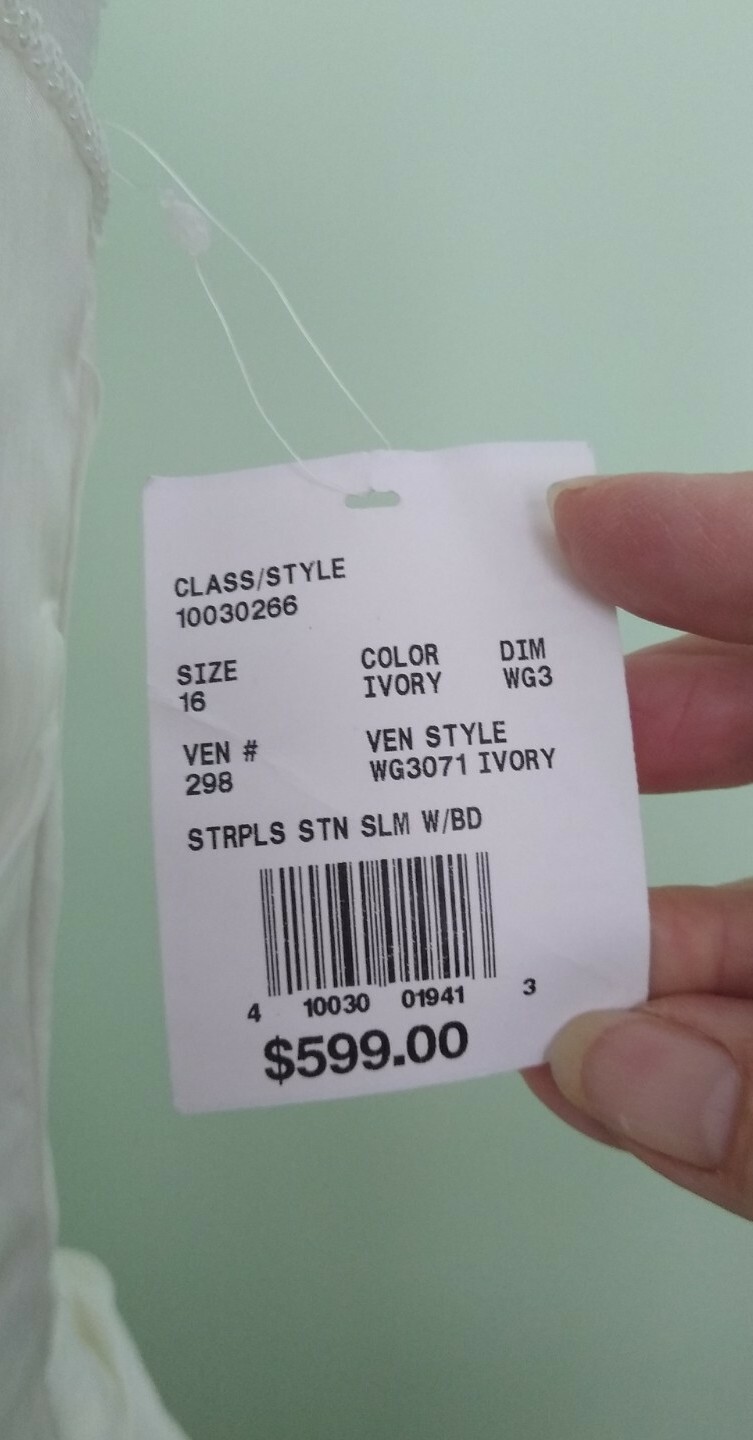 CLASS/STYLE
10030266
SIZE COLOR DIM
16 IVORY WG3
VEN # VEN STYLE
298 WG3071 IVORY
STRPLS STN SLM W/BD
4 10030 01941 3
$599.00